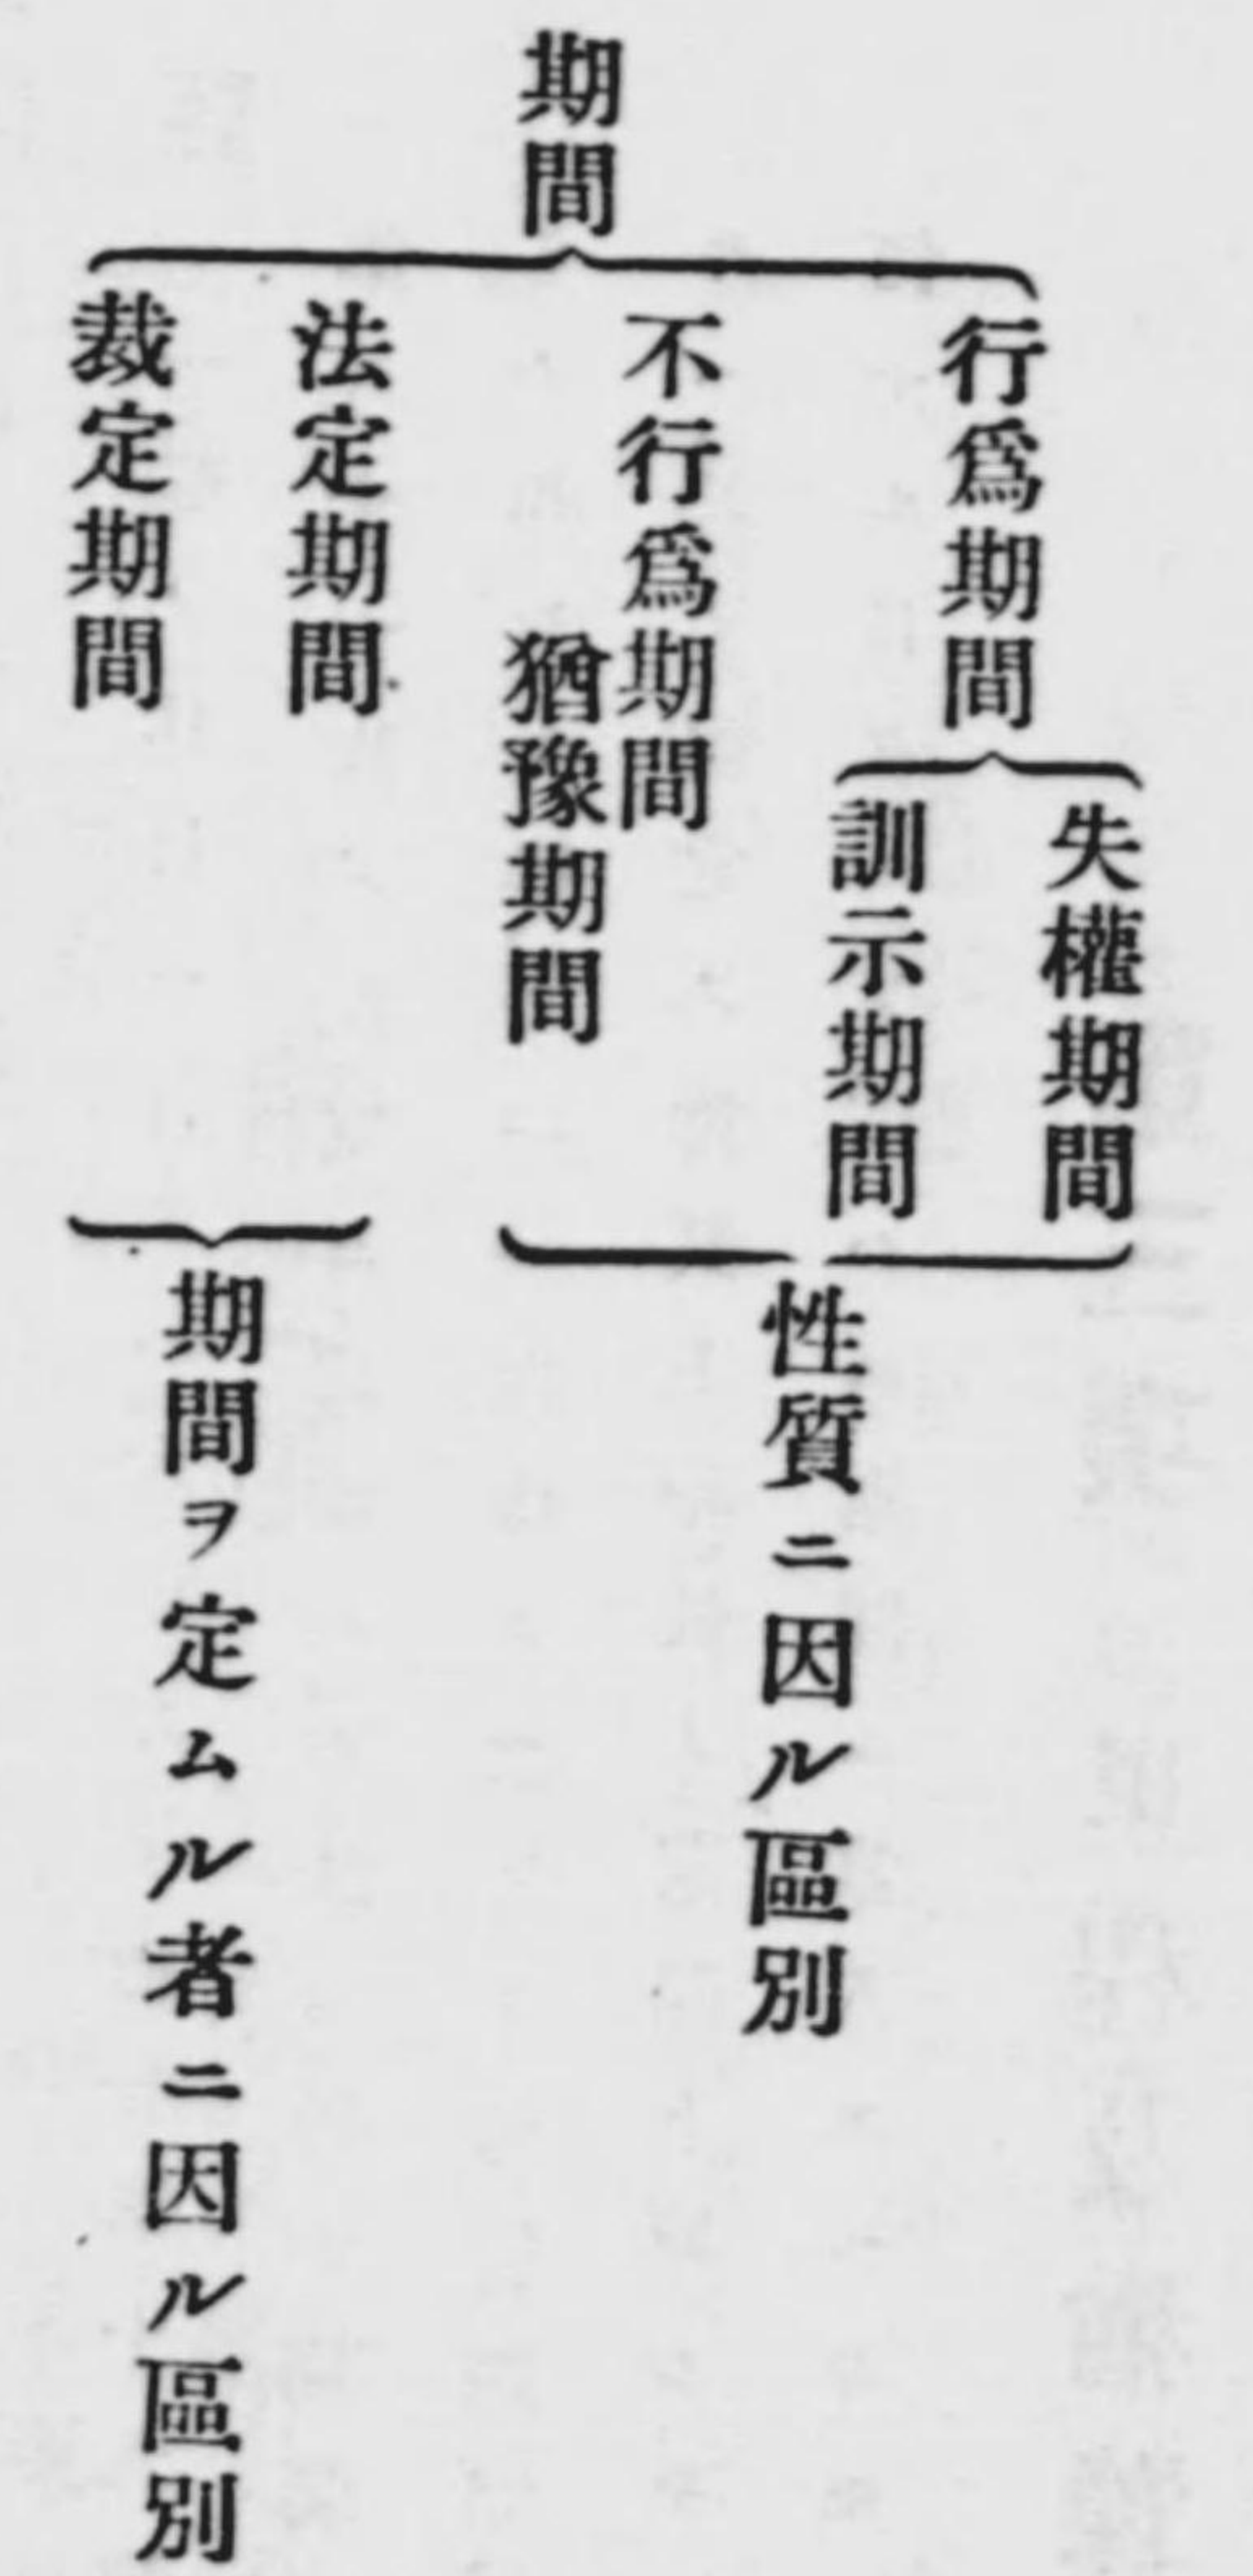 期間
行爲期間
失權期間
訓示期間
不行爲期間
猶豫期間
性質ニ因ル區別
法定期間
裁定期間
期間ヲ定ムル者ニ因ル區別